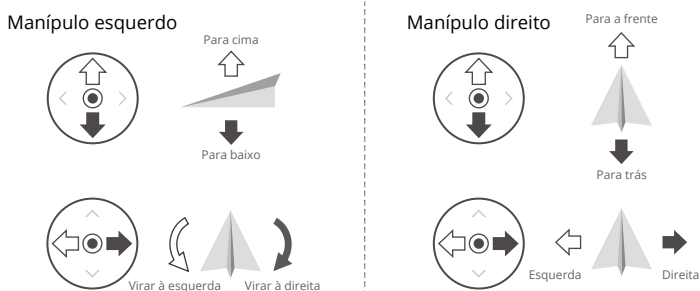 Manípulo esquerdo
Para cima
Para baixo
Virar à esquerda
Virar à direita
Manípulo direito
Para a frente
Para trás
Esquerda
Direita